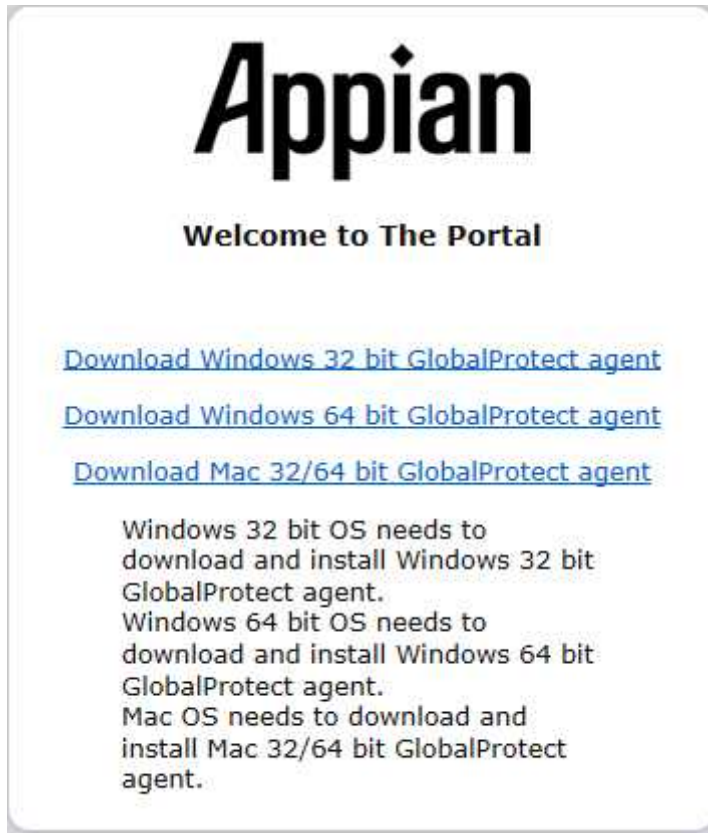 Appian
Welcome to The Portal
Download Windows 32 bit GlobalProtect agent
Download Windows 64 bit GlobalProtect agent
Download Mac 32/64 bit GlobalProtect agent
Windows 32 bit OS needs to
download and install Windows 32 bit
GlobalProtect agent.
Windows 64 bit OS needs to
download and install Windows 64 bit
GlobalProtect agent.
Mac OS needs to download and
install Mac 32/64 bit GlobalProtect
agent.